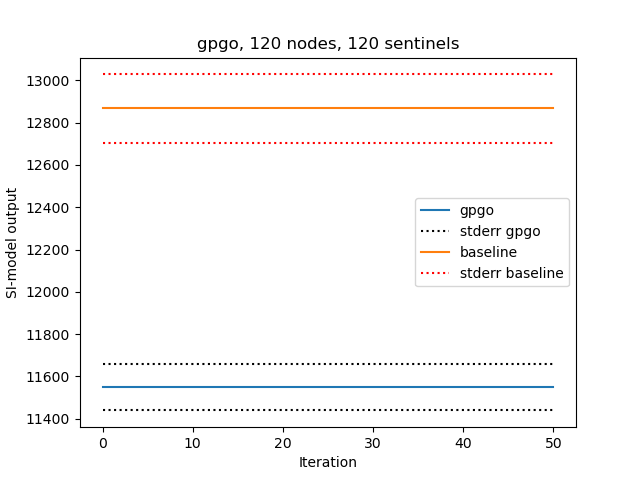 gpgo, 120 nodes, 120 sentinels
13000
12800
12600
12400
12200
12000
11800
11600
11400
SI-model output
gpgo
stderr gpgo
baseline
stderr baseline
0 10 20 30 40 50
Iteration